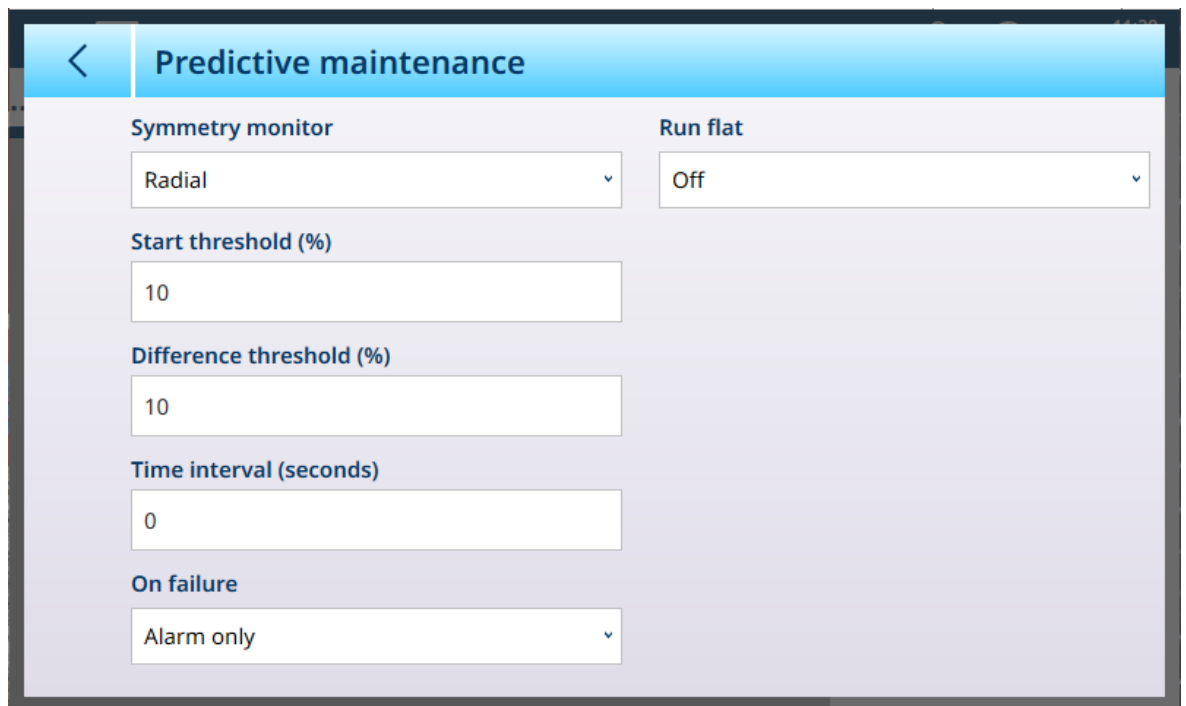 Predictive maintenance
Symmetry monitor
Radial
Run flat
Off
Start threshold (%)
10
Difference threshold (%)
10
Time interval (seconds)
0
On failure
Alarm only